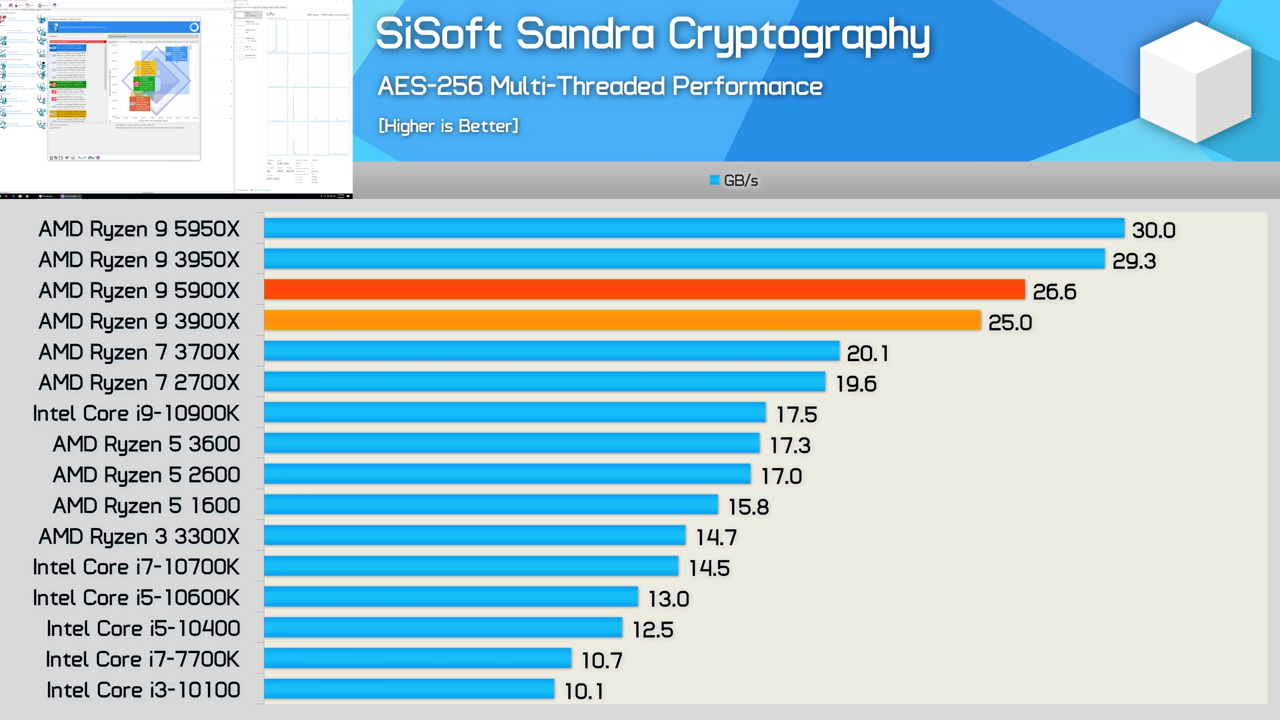 SiSoft Sandra Cryptography
AES-256 Multi-Threaded Performance
[Higher is Better]
GB/s
AMD Ryzen 9 5950X 30.0
AMD Ryzen 9 3950X 29.3
AMD Ryzen 9 5900X 26.6
AMD Ryzen 9 3900X 25.0
AMD Ryzen 7 3700X 20.1
AMD Ryzen 7 2700X 19.6
Intel Core i9-10900K 17.5
AMD Ryzen 5 3600 17.3
AMD Ryzen 5 2600 17.0
AMD Ryzen 5 1600 15.8
AMD Ryzen 3 3300X 14.7
Intel Core i7-10700K 14.5
Intel Core i5-10600K 13.0
Intel Core i5-10400 12.5
Intel Core i7-7700K 10.7
Intel Core i3-10100 10.1